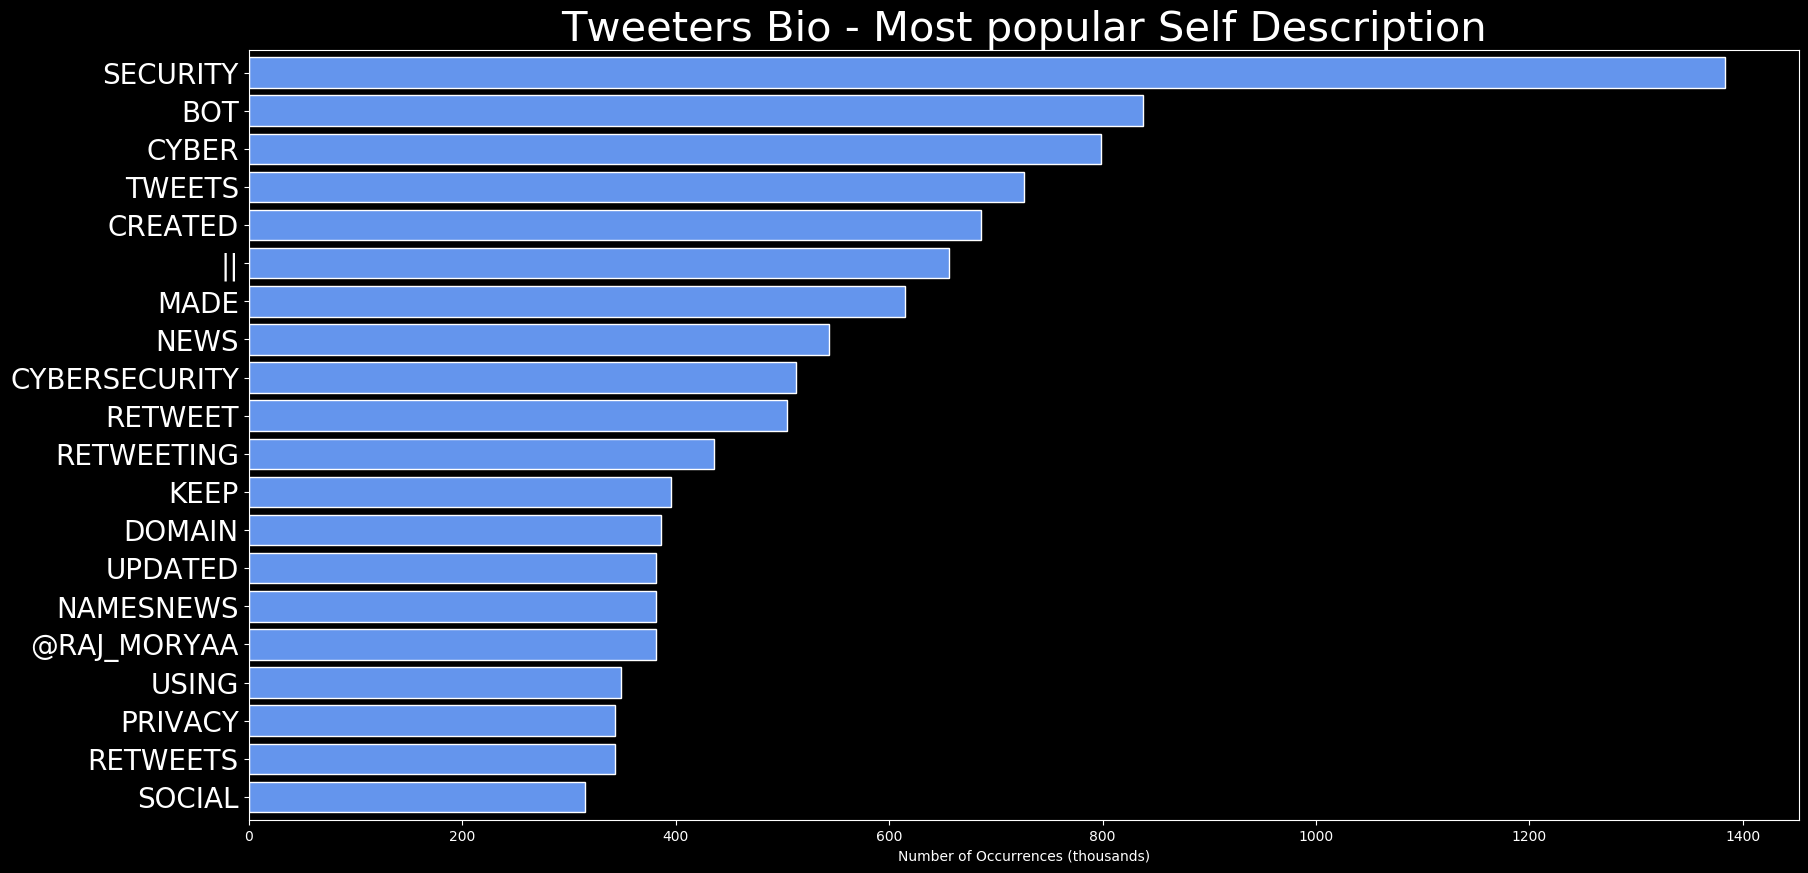 Tweeters Bio - Most popular Self Description
SECURITY
BOT
CYBER
TWEETS
CREATED
||
MADE
NEWS
CYBERSECURITY
RETWEET
RETWEETING
KEEP
DOMAIN
UPDATED
NAMESNEWS
@RAJ_MORYAA
USING
PRIVACY
RETWEETS
SOCIAL
0 200 400 600 800 1000 1200 1400
Number of Occurrences (thousands)